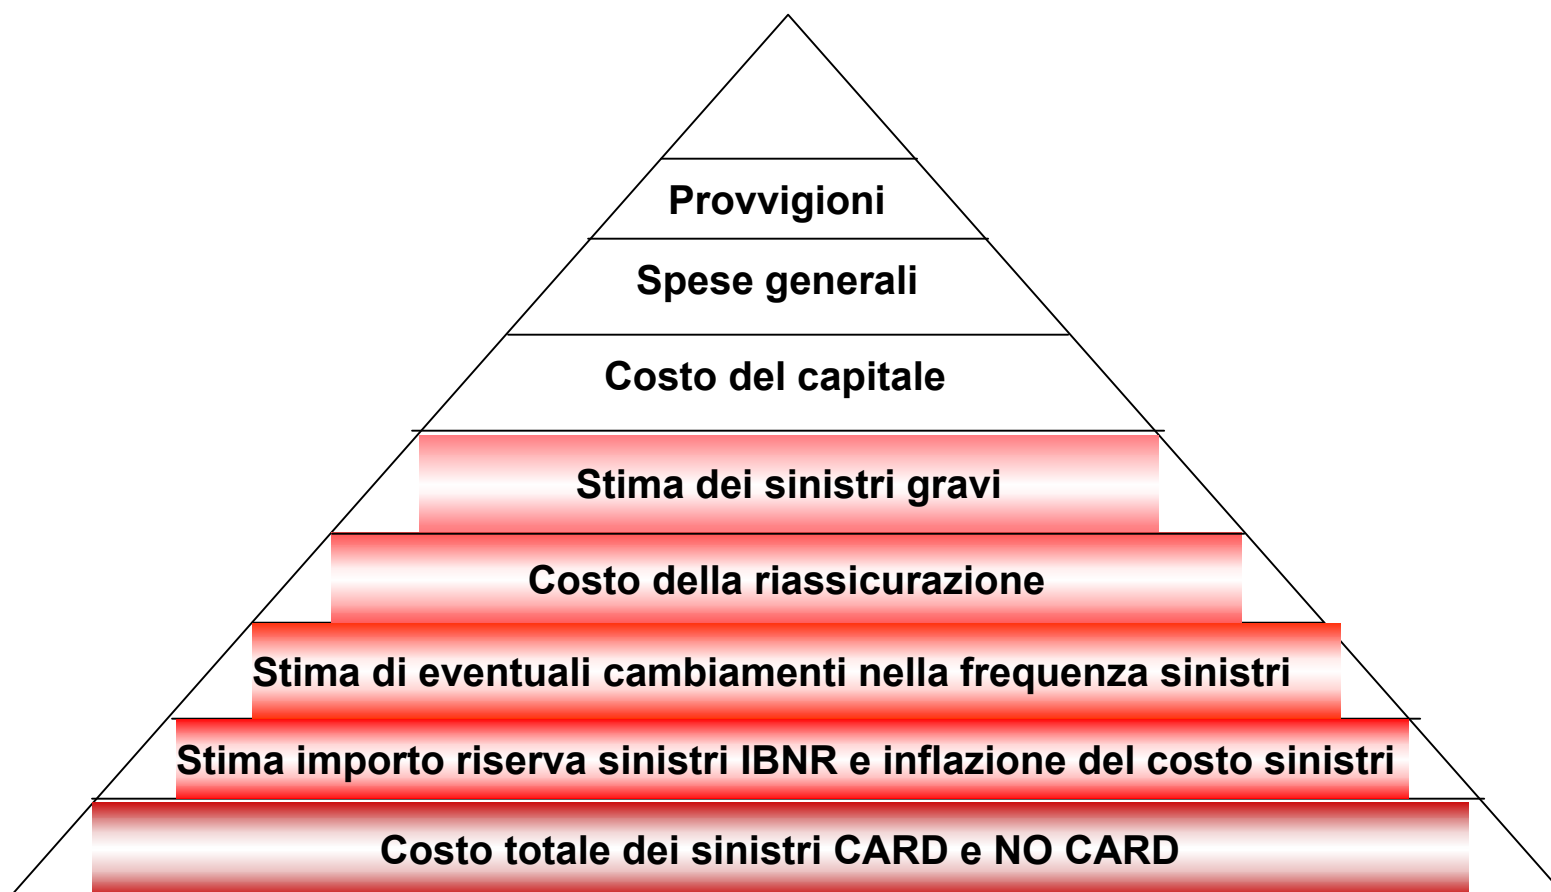 Provvigioni
Spese generali
Costo del capitale
Stima dei sinistri gravi
Costo della riassicurazione
Stima di eventuali cambiamenti nella frequenza sinistri
Stima importo riserva sinistri IBNR e inflazione del costo sinistri
Costo totale dei sinistri CARD e NO CARD